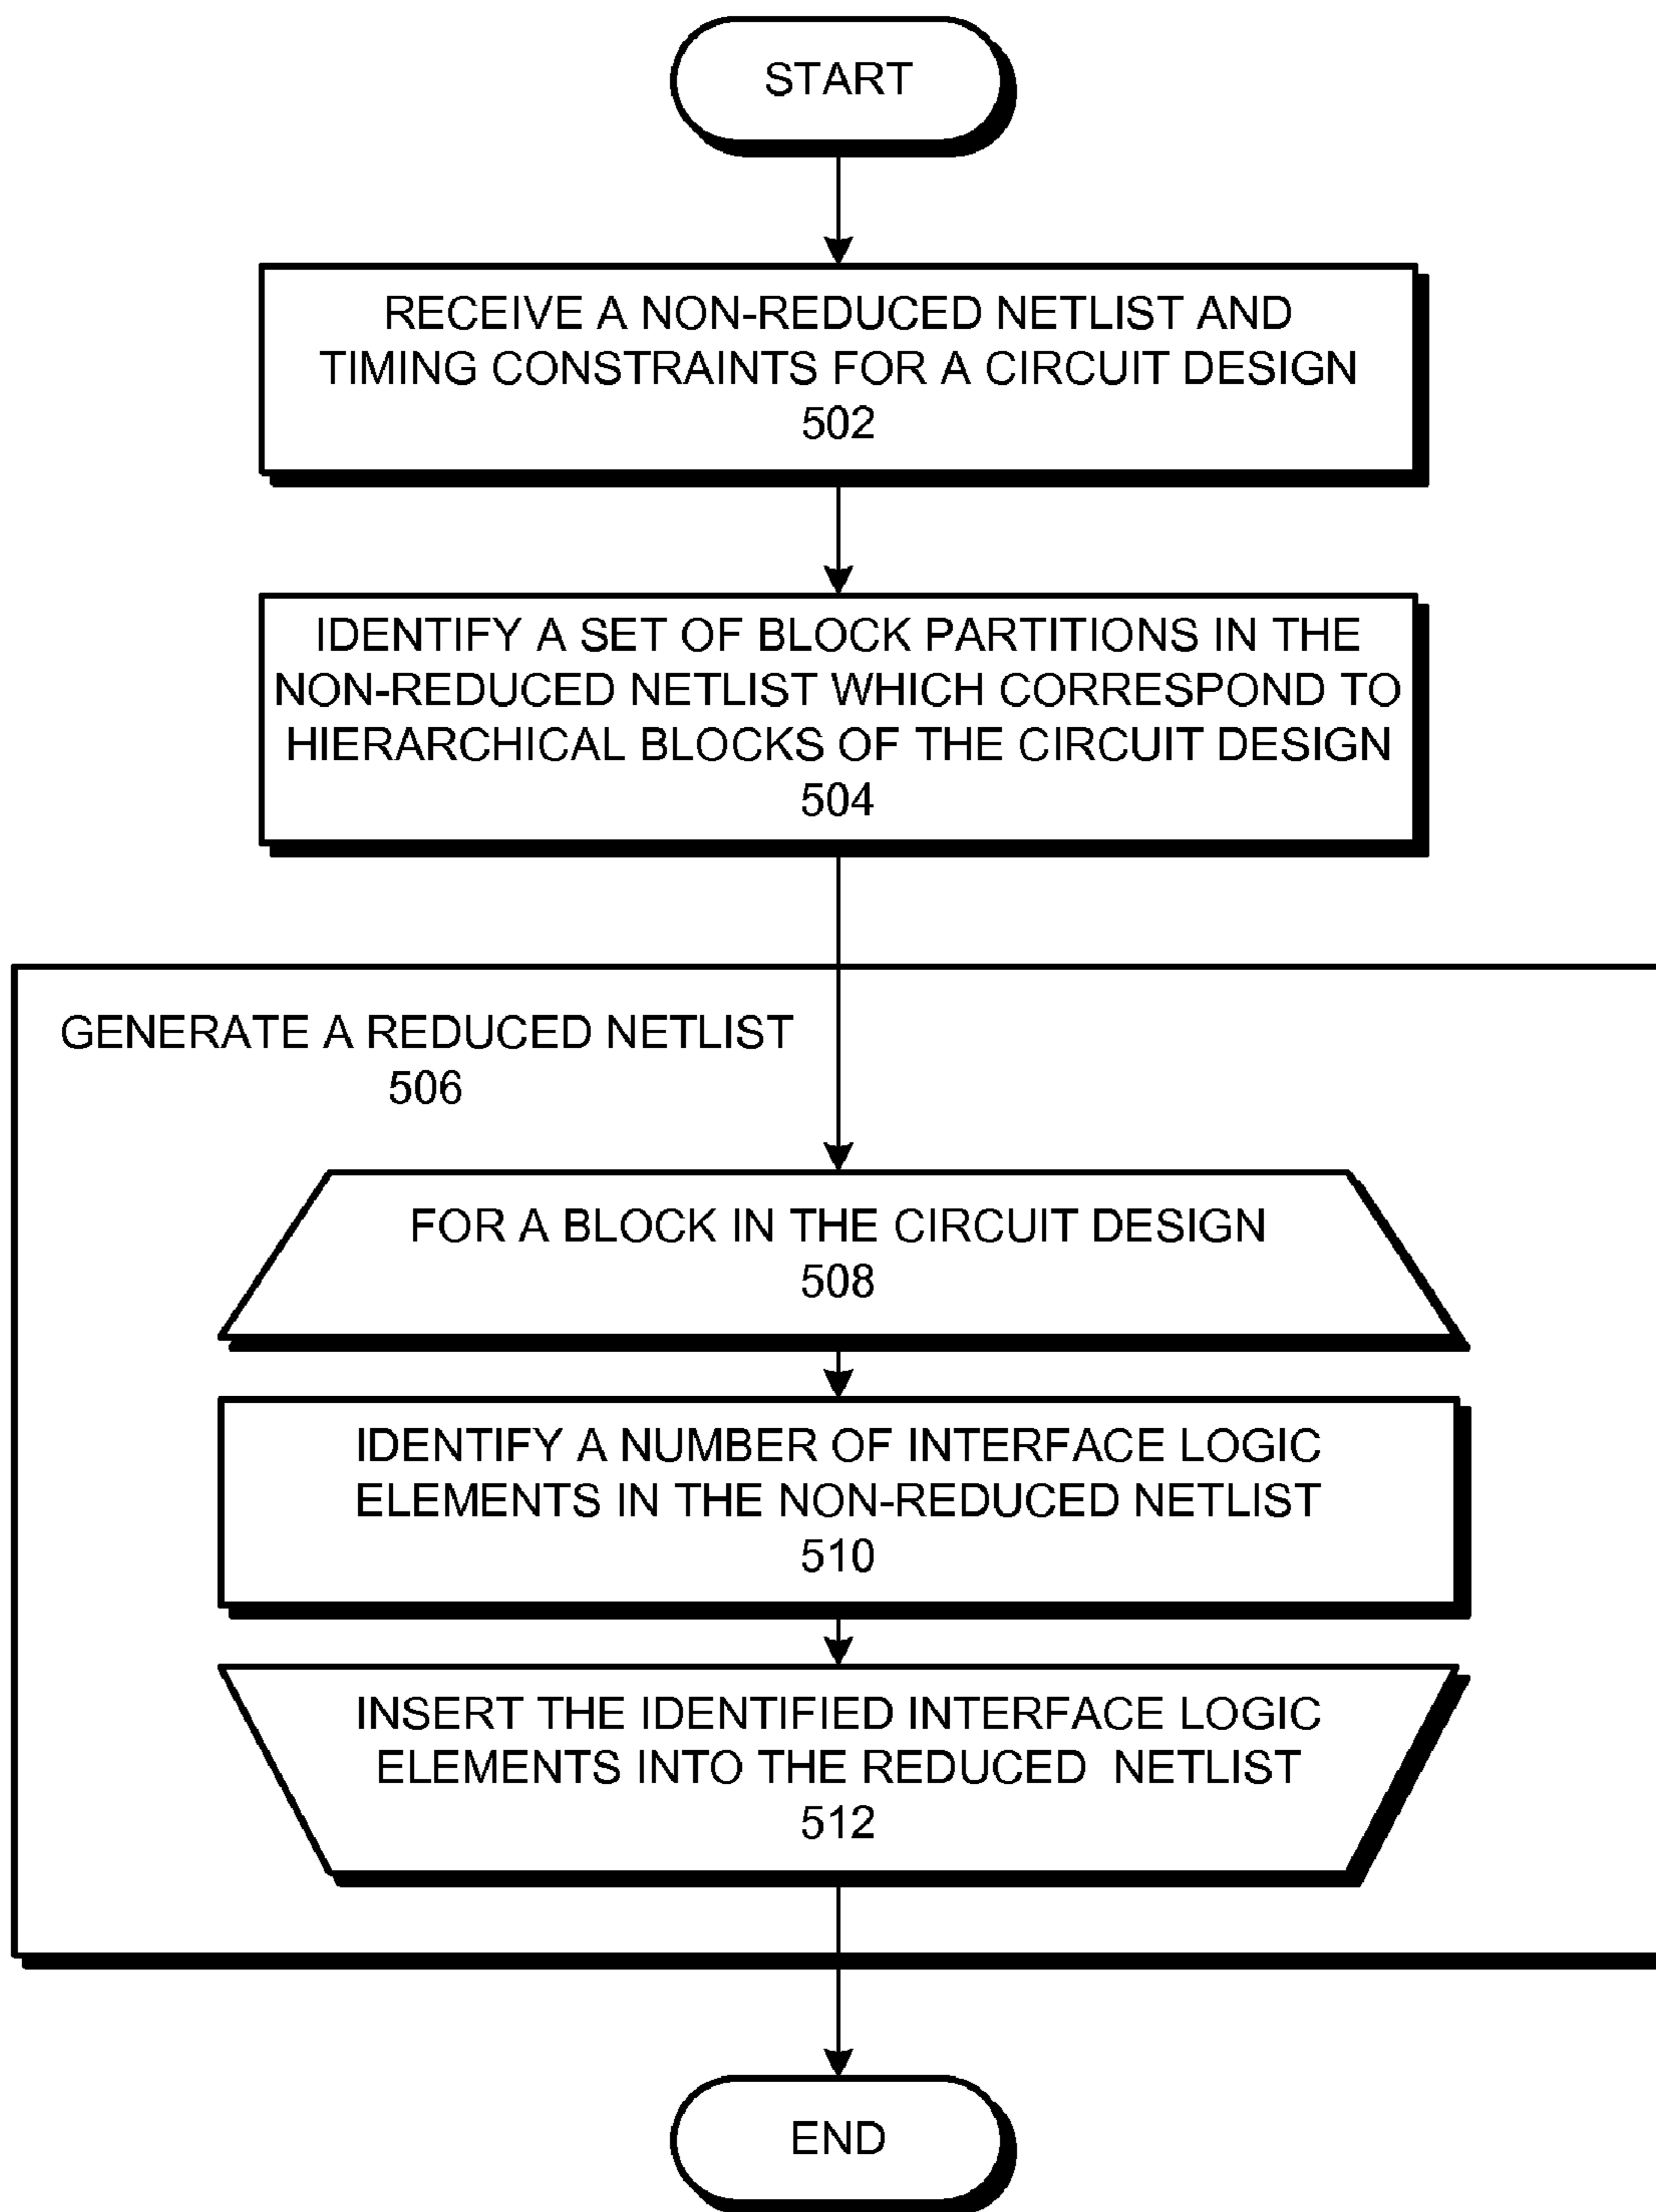 START
RECEIVE A NON-REDUCED NETLIST AND
TIMING CONSTRAINTS FOR A CIRCUIT DESIGN
502
IDENTIFY A SET OF BLOCK PARTITIONS IN THE
NON-REDUCED NETLIST WHICH CORRESPOND TO
HIERARCHICAL BLOCKS OF THE CIRCUIT DESIGN
504
GENERATE A REDUCED NETLIST
506
FOR A BLOCK IN THE CIRCUIT DESIGN
508
IDENTIFY A NUMBER OF INTERFACE LOGIC
ELEMENTS IN THE NON-REDUCED NETLIST
510
INSERT THE IDENTIFIED INTERFACE LOGIC
ELEMENTS INTO THE REDUCED NETLIST
512
END